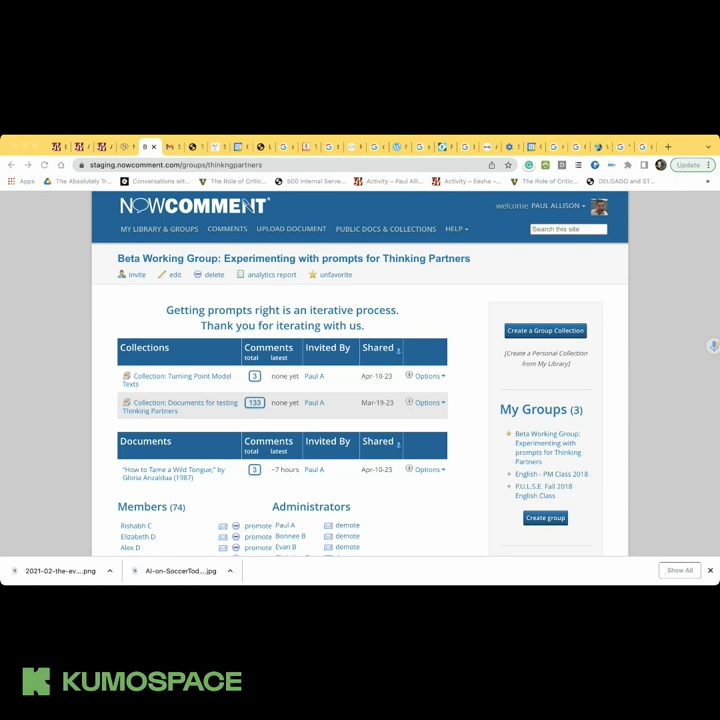 B
Update
staging.nowcomment.com/groups/thinkngpartners
Apps The Absolutely Tr... Conversations wit... The Role of Critic... 500 Internal Serve... Activity – Paul Alli... Activity – Eesha –... The Role of Critic... DELGADO and ST...
NOWCOMMENT®
welcome PAUL ALLISON
MY LIBRARY & GROUPS COMMENTS UPLOAD DOCUMENT PUBLIC DOCS & COLLECTIONS HELP
Search this site
Beta Working Group: Experimenting with prompts for Thinking Partners
invite edit delete analytics report unfavorite
Getting prompts right is an iterative process.
Thank you for iterating with us.
Collections Comments Invited By Shared
total latest
Collection: Turning Point Model 3 none yet Paul A Apr-10-23 Options
Texts
Collection: Documents for testing 133 none yet Paul A Mar-19-23 Options
Thinking Partners
Documents Comments Invited By Shared
total latest
"How to Tame a Wild Tongue," by 3 ~7 hours Paul A Apr-10-23 Options
Gloria Anzaldua (1987)
Members (74) Administrators
Rishabh C promote Paul A demote
Elizabeth D promote Bonnee B demote
Alex D promote Evan B demote
Create a Group Collection
[Create a Personal Collection
from My Library]
My Groups (3)
Beta Working Group:
Experimenting with
prompts for Thinking
Partners
English - PM Class 2018
P.U.L.S.E. Fall 2018
English Class
Create group
2021-02-the-ev....png AI-on-SoccerTod....jpg Show All
KUMOSPACE